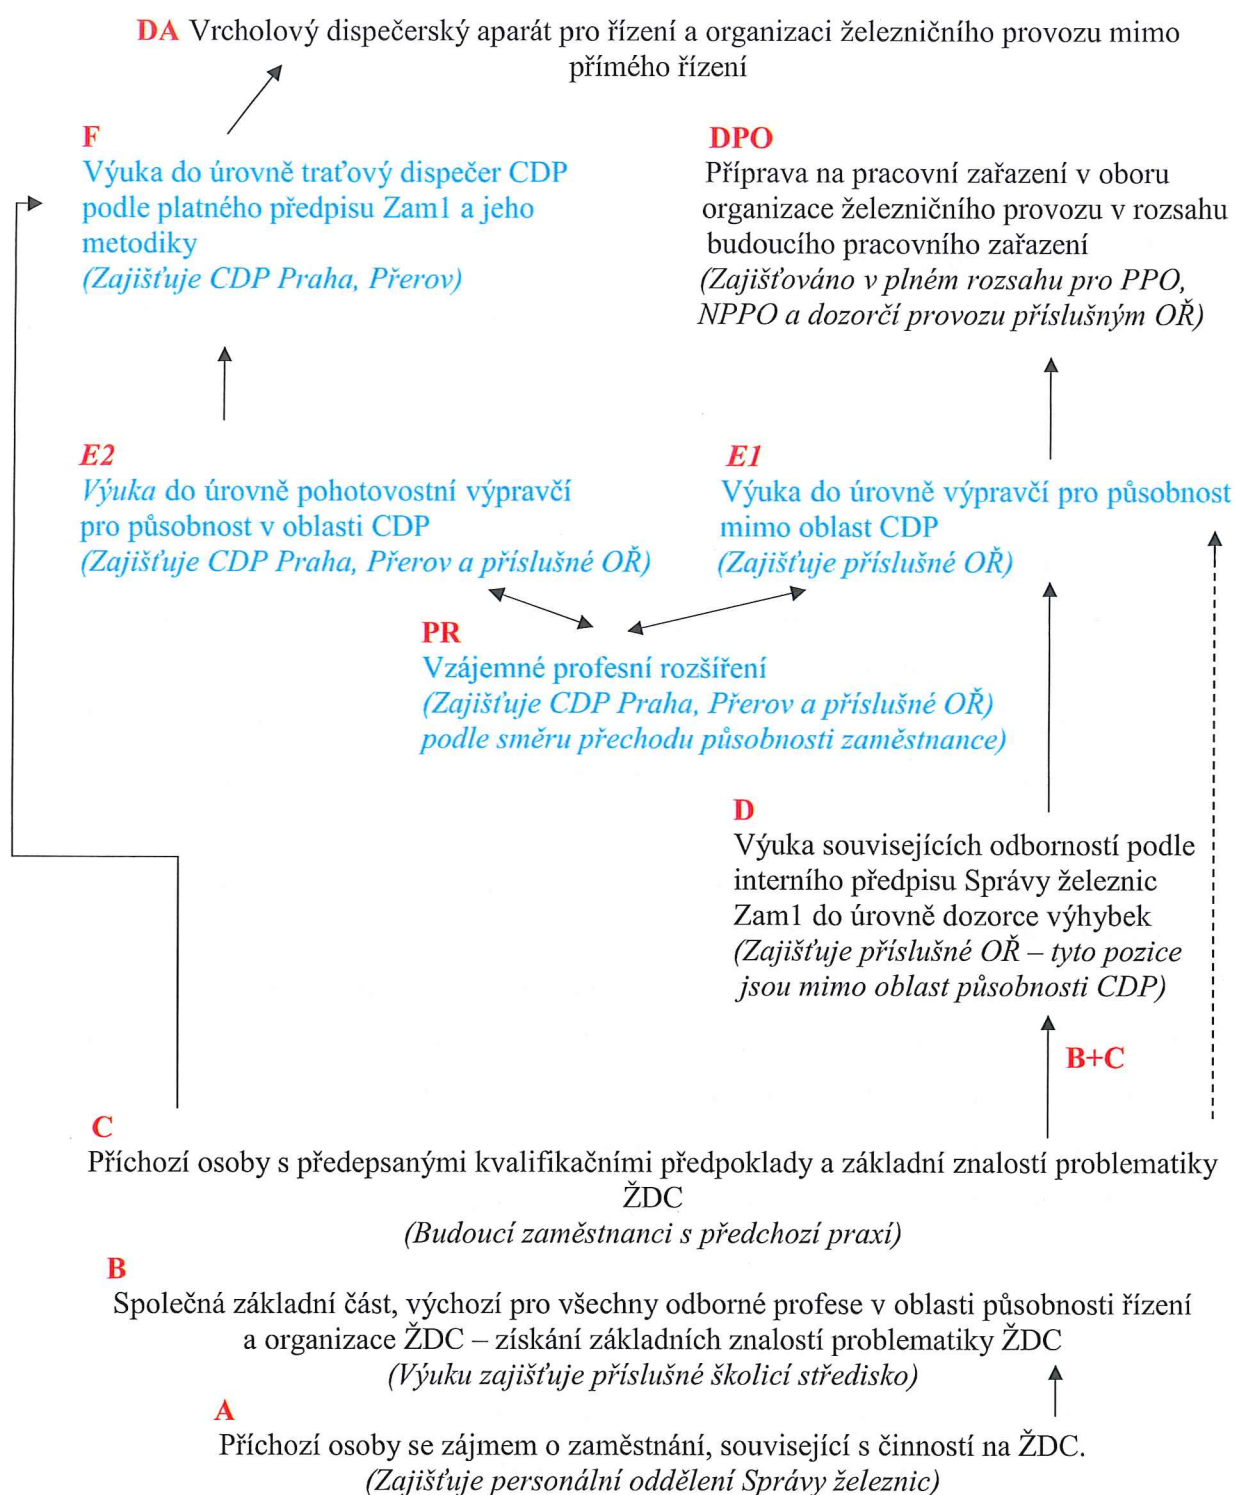 DA Vrcholový dispečerský aparát pro řízení a organizaci železničního provozu mimo
přímého řízení
F
Výuka do úrovně traťový dispečer CDP
podle platného předpisu Zam1 a jeho
metodiky
(Zajišťuje CDP Praha, Přerov)
DPO
Příprava na pracovní zařazení v oboru
organizace železničního provozu v rozsahu
budoucího pracovního zařazení
(Zajišťováno v plném rozsahu pro PPO,
NPPO a dozorčí provozu příslušným OŘ)
E2
Výuka do úrovně pohotovostní výpravčí
pro působnost v oblasti CDP
(Zajišťuje CDP Praha, Přerov a příslušné OŘ)
E1
Výuka do úrovně výpravčí pro působnost
mimo oblast CDP
(Zajišťuje příslušné OŘ)
PR
Vzájemné profesní rozšíření
(Zajišťuje CDP Praha, Přerov a příslušné OŘ)
podle směru přechodu působnosti zaměstnance)
D
Výuka souvisejících odborností podle
interního předpisu Správy železnic
Zam1 do úrovně dozorce výhybek
(Zajišťuje příslušné OŘ – tyto pozice
jsou mimo oblast působnosti CDP)
B+C
C
Příchozí osoby s předepsanými kvalifikačními předpoklady a základní znalostí problematiky
ŽDC
(Budoucí zaměstnanci s předchozí praxí)
B
Společná základní část, výchozí pro všechny odborné profese v oblasti působnosti řízení
a organizace ŽDC – získání základních znalostí problematiky ŽDC
(Výuku zajišťuje příslušné školicí středisko)
A
Příchozí osoby se zájmem o zaměstnání, související s činností na ŽDC.
(Zajišťuje personální oddělení Správy železnic)